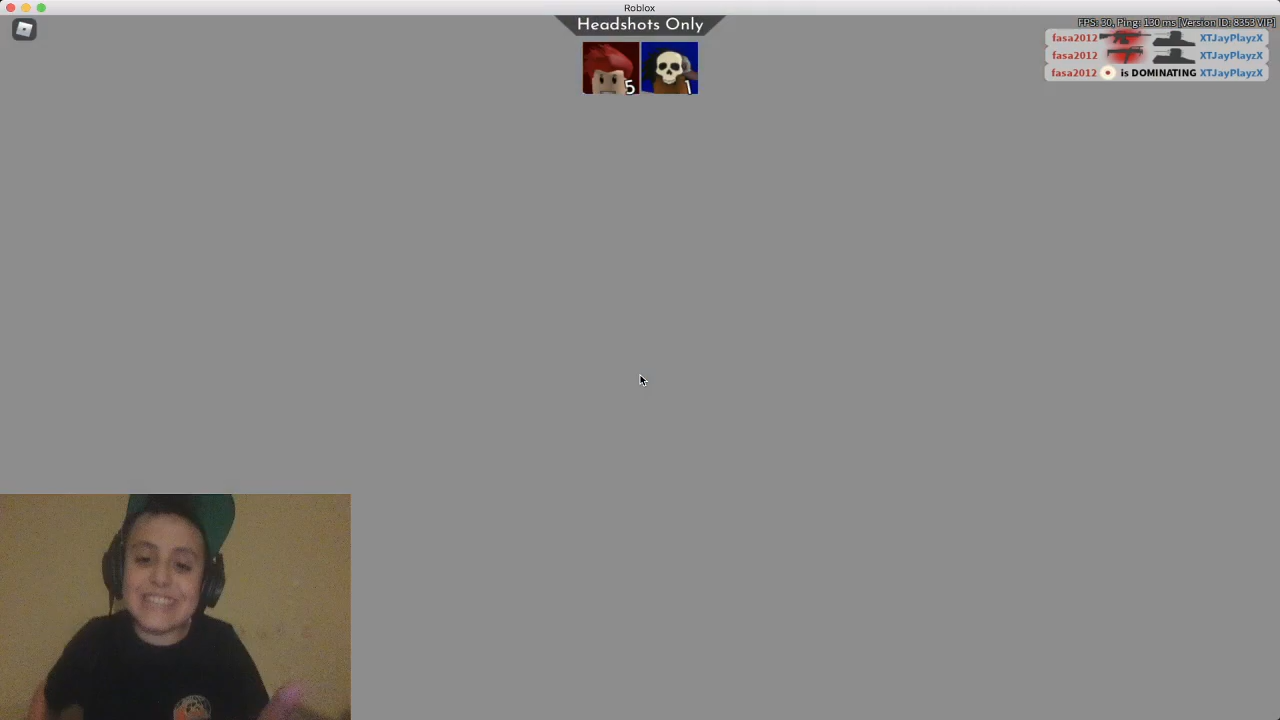 Roblox
Headshots Only
5 1
FPS: 30, Ping: 130 ms [Version ID: 8353 VIP]
fasa2012 XTJayPlayzX
fasa2012 XTJayPlayzX
fasa2012 is DOMINATING XTJayPlayzX